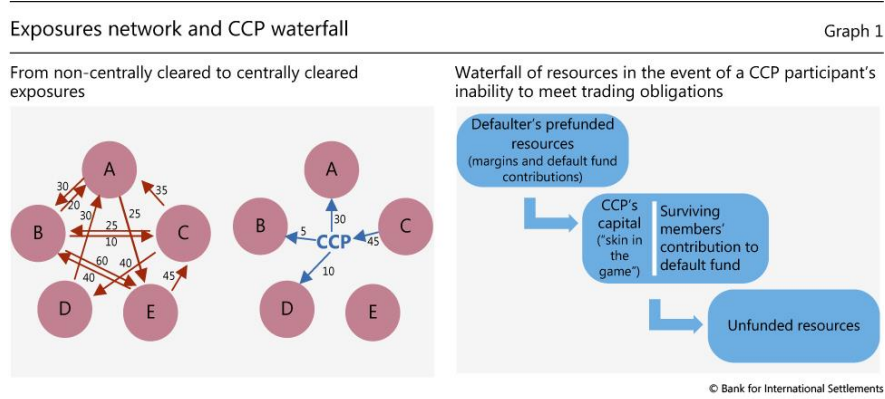 Exposures network and CCP waterfall
Graph 1
From non-centrally cleared to centrally cleared
exposures
A
30
20
30
25
35
B
25
10
C
60
40
40
45
D
E
A
B
5
30
CCP
45
C
10
D
E
Waterfall of resources in the event of a CCP participant's
inability to meet trading obligations
Defaulter's prefunded
resources
(margins and default fund
contributions)
CCP's
capital
("skin in
the
game")
Surviving
members'
contribution to
default fund
Unfunded resources
© Bank for International Settlements